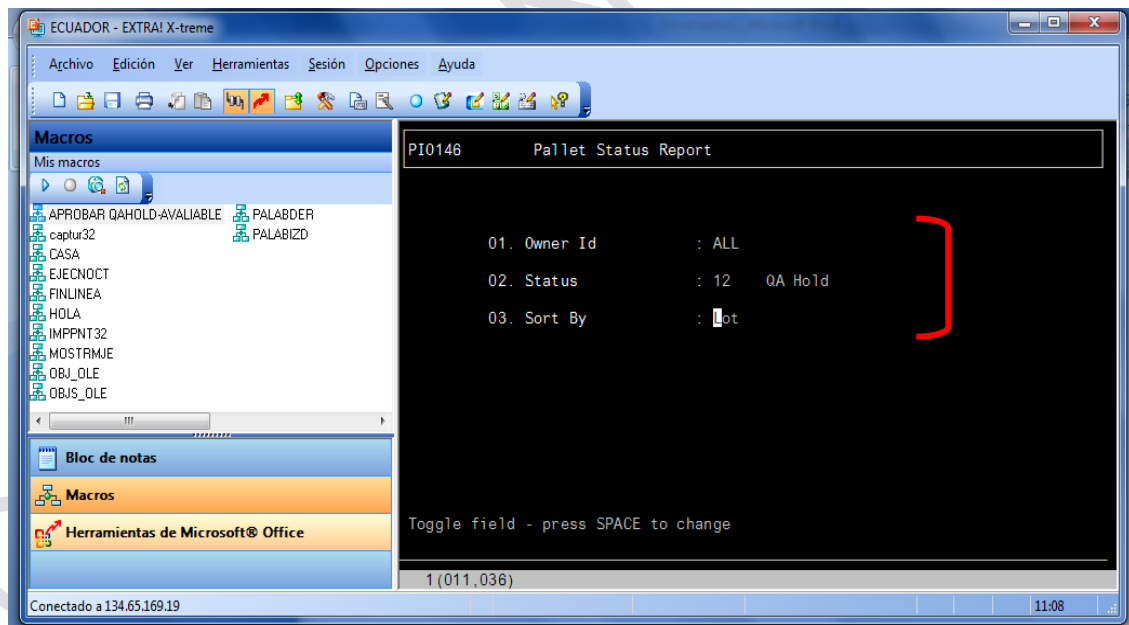 ECUADOR - EXTRA! X-treme
Archivo Edición Ver Herramientas Sesión Opciones Ayuda
Macros
Mis macros
APROBAR QAHOLD-AVALIABLE PALABDER
captur32 PALABIZD
CASA
EJECNOCT
FINLINEA
HOLA
IMPPNT32
MOSTRMJE
OBJ_OLE
OBJS_OLE
Bloc de notas
Macros
Herramientas de Microsoft® Office
PI0146 Pallet Status Report
01. Owner Id : ALL
02. Status : 12 QA Hold
03. Sort By : Lot
Toggle field - press SPACE to change
1(011,036)
Conectado a 134.65.169.19 11:08